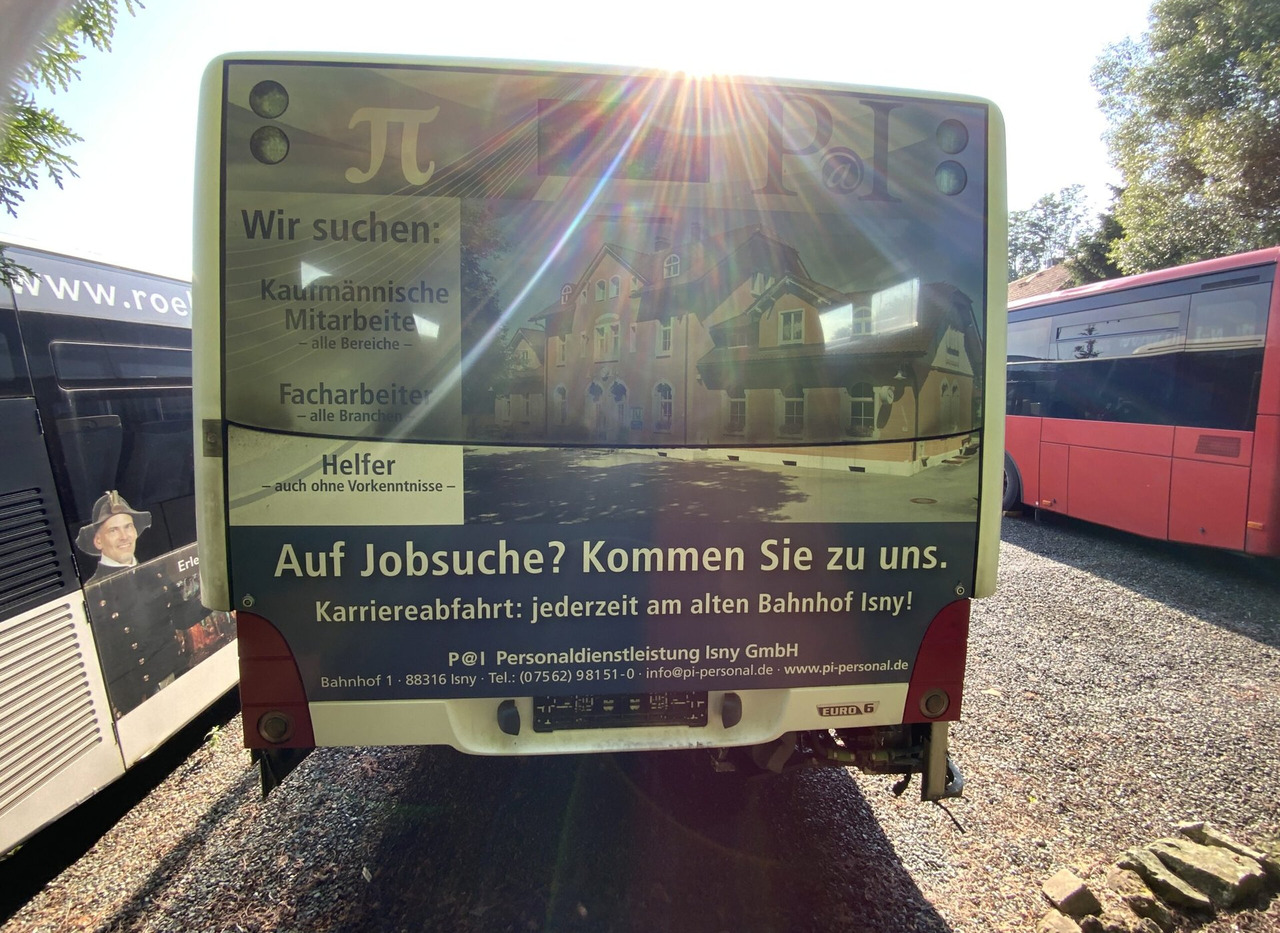 π
P@I
Wir suchen:
Kaufmännische
Mitarbeite
– alle Bereiche –
Facharbeiter
– alle Branchen –
Helfer
– auch ohne Vorkenntnisse –
Auf Jobsuche? Kommen Sie zu uns.
Karriereabfahrt: jederzeit am alten Bahnhof Isny!
P@I Personaldienstleistung Isny GmbH
Bahnhof 1 · 88316 Isny · Tel.: (07562) 98151-0 · info@pi-personal.de · www.pi-personal.de
EURO 6
www.roe
Erle